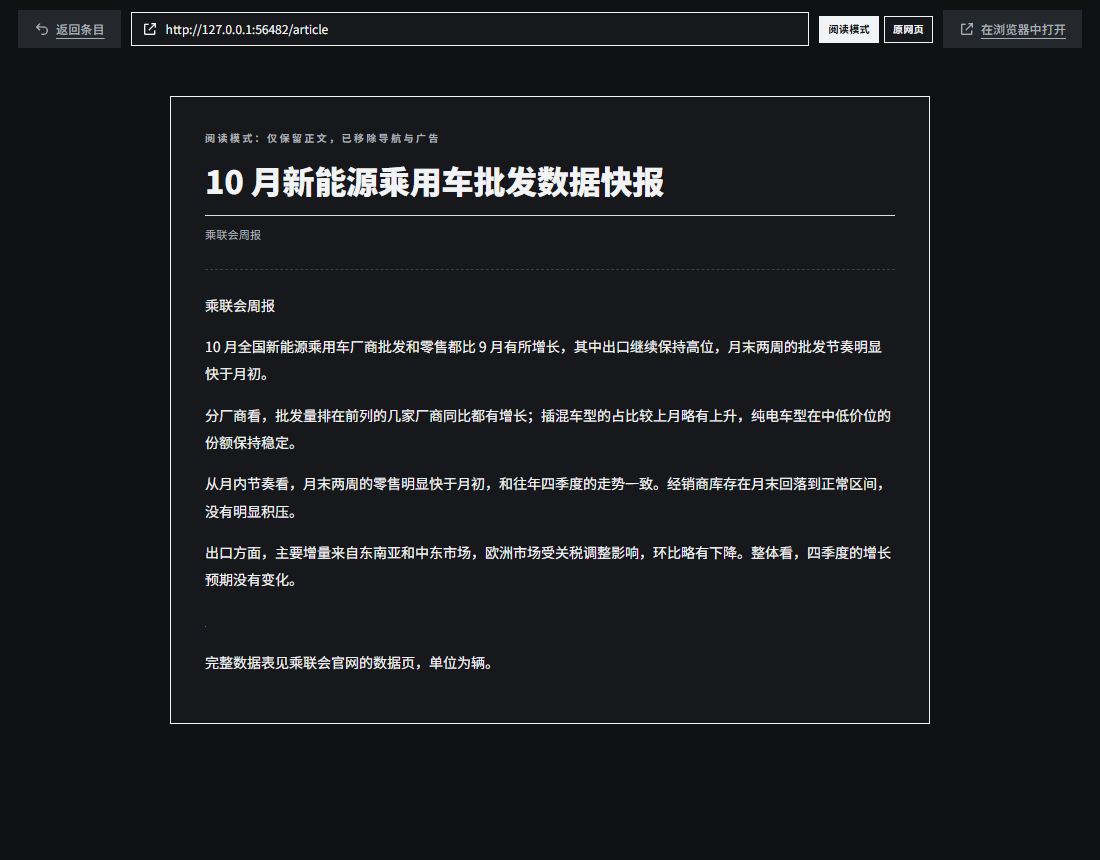 返回条目
http://127.0.0.1:56482/article
阅读模式
原网页
在浏览器中打开
阅读模式：仅保留正文，已移除导航与广告
10 月新能源乘用车批发数据快报
乘联会周报
乘联会周报
10 月全国新能源乘用车厂商批发和零售都比 9 月有所增长，其中出口继续保持高位，月末两周的批发节奏明显
快于月初。
分厂商看，批发量排在前列的几家厂商同比都有增长；插混车型的占比较上月略有上升，纯电车型在中低价位的
份额保持稳定。
从月内节奏看，月末两周的零售明显快于月初，和往年四季度的走势一致。经销商库存在月末回落到正常区间，
没有明显积压。
出口方面，主要增量来自东南亚和中东市场，欧洲市场受关税调整影响，环比略有下降。整体看，四季度的增长
预期没有变化。
完整数据表见乘联会官网的数据页，单位为辆。